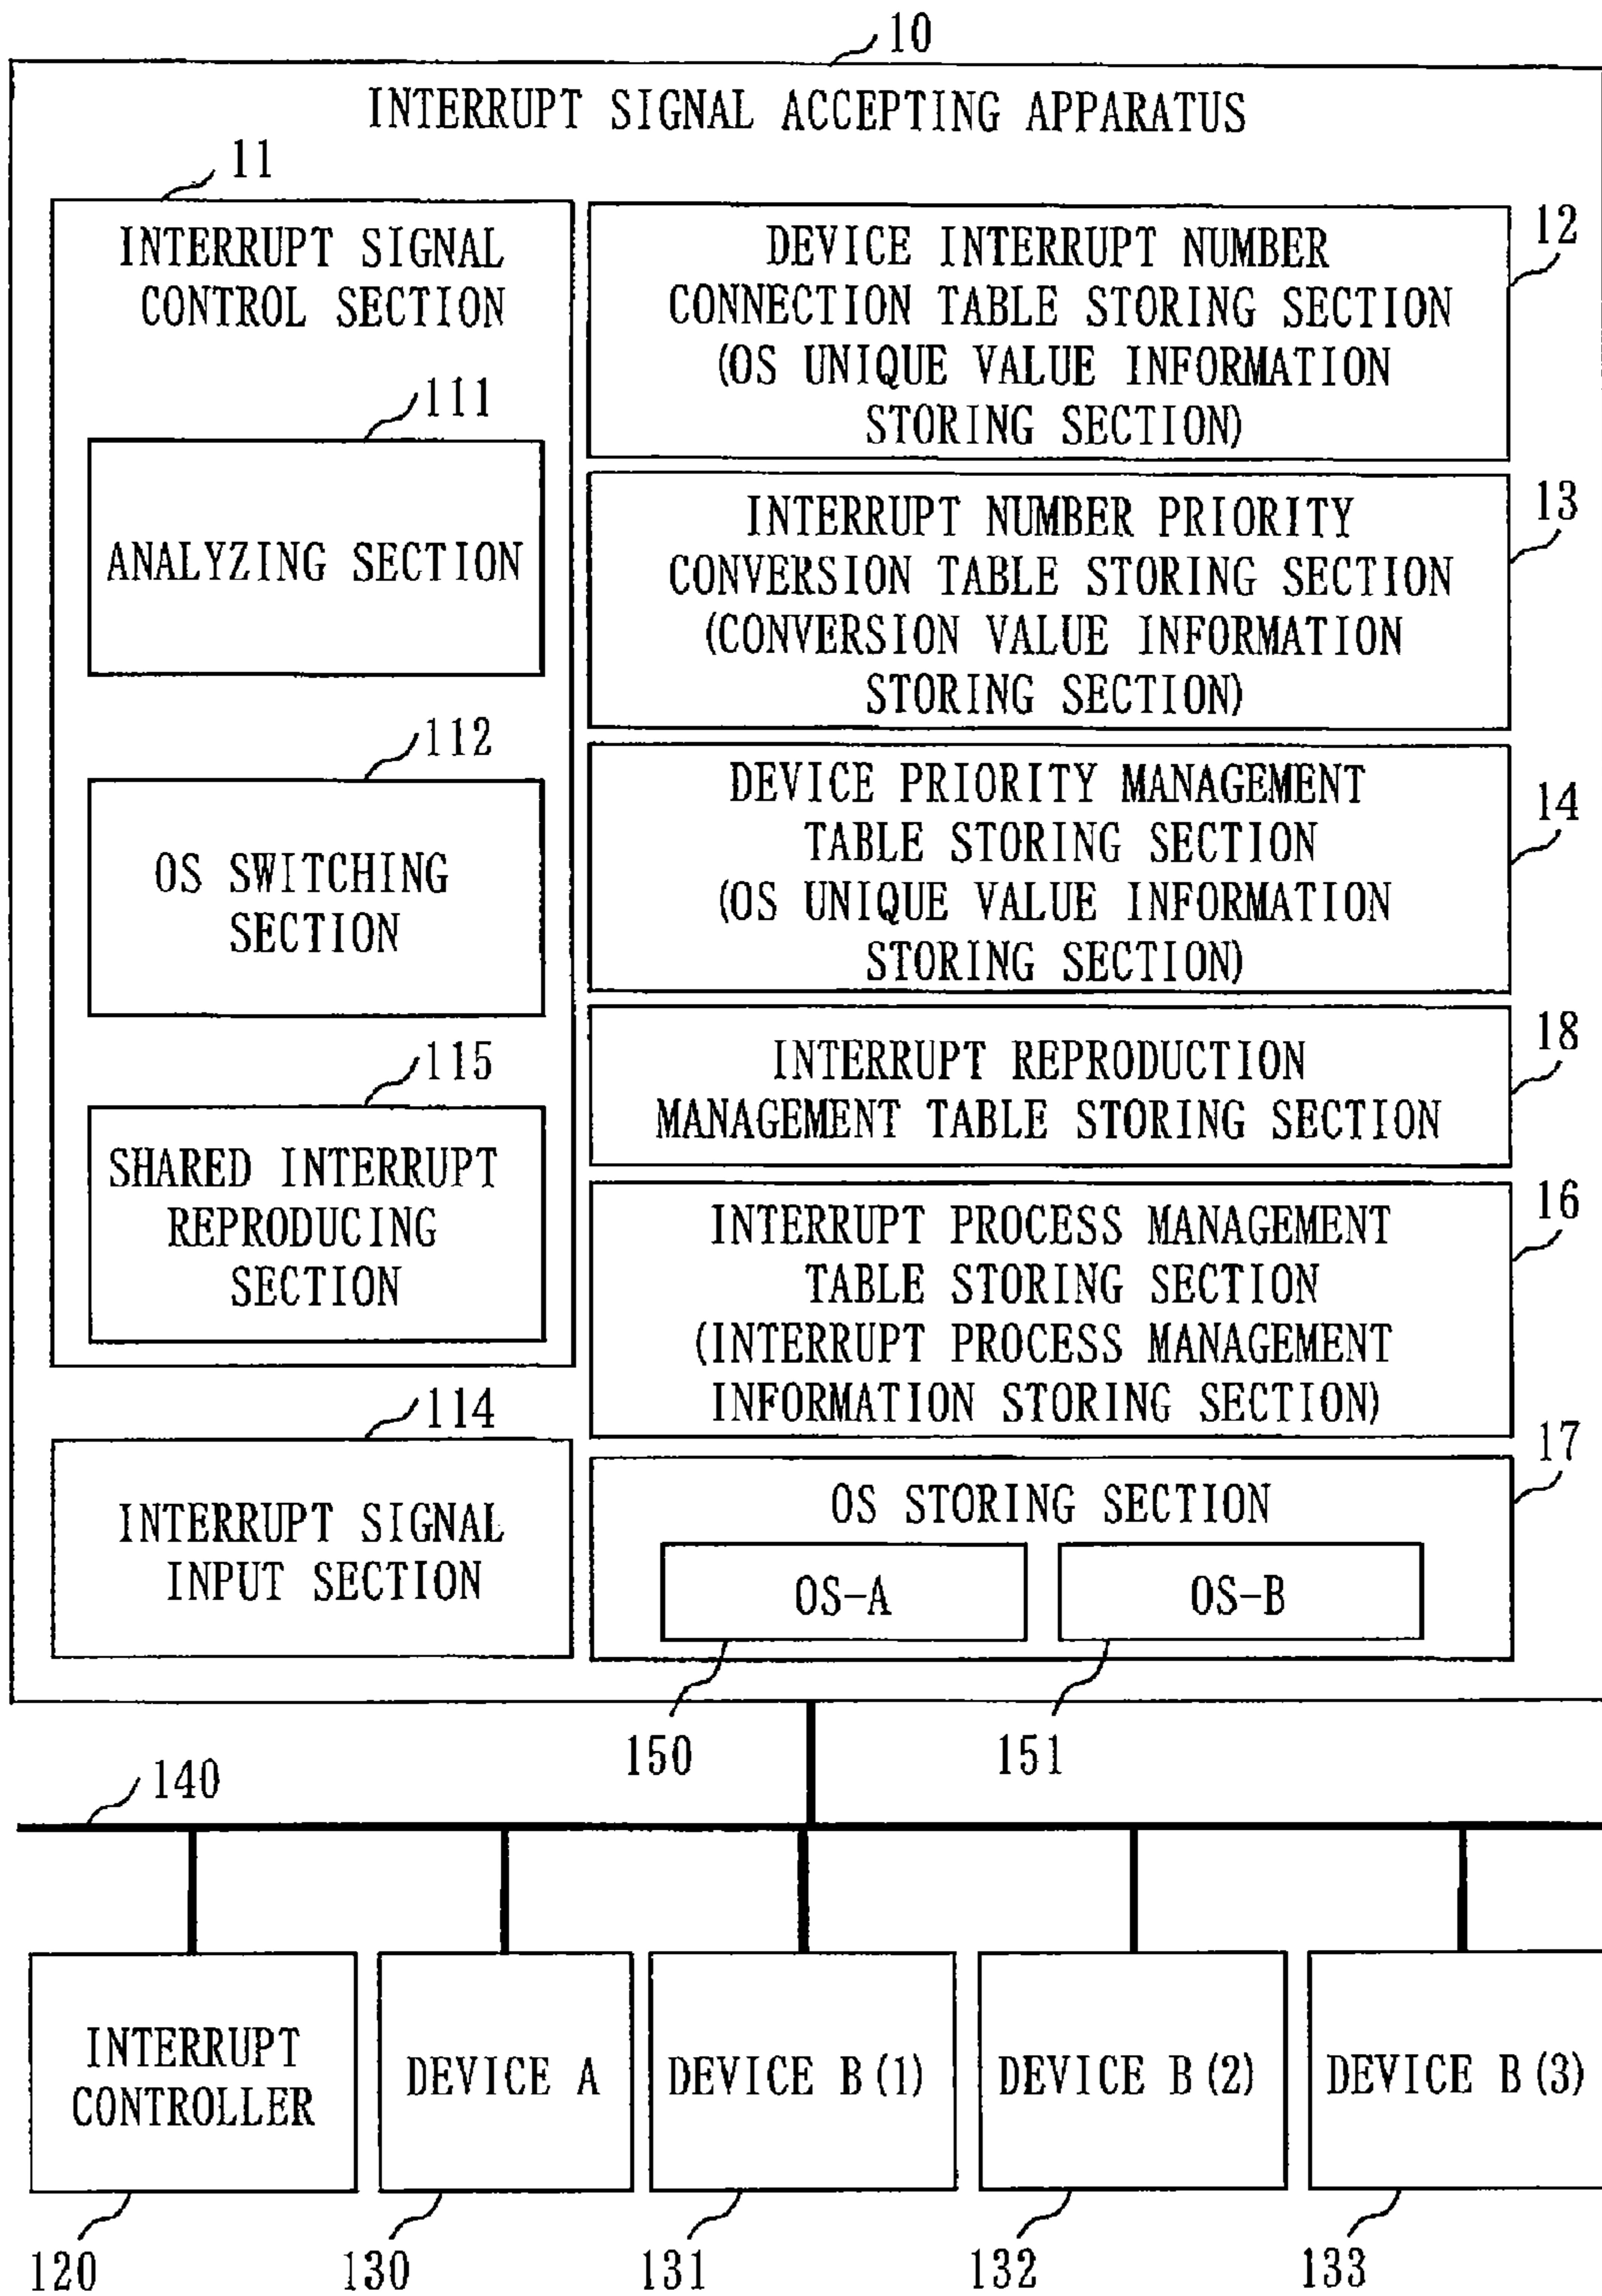 10
INTERRUPT SIGNAL ACCEPTING APPARATUS
11
INTERRUPT SIGNAL
CONTROL SECTION
111
ANALYZING SECTION
112
OS SWITCHING
SECTION
115
SHARED INTERRUPT
REPRODUCING
SECTION
114
INTERRUPT SIGNAL
INPUT SECTION
12
DEVICE INTERRUPT NUMBER
CONNECTION TABLE STORING SECTION
(OS UNIQUE VALUE INFORMATION
STORING SECTION)
13
INTERRUPT NUMBER PRIORITY
CONVERSION TABLE STORING SECTION
(CONVERSION VALUE INFORMATION
STORING SECTION)
14
DEVICE PRIORITY MANAGEMENT
TABLE STORING SECTION
(OS UNIQUE VALUE INFORMATION
STORING SECTION)
18
INTERRUPT REPRODUCTION
MANAGEMENT TABLE STORING SECTION
16
INTERRUPT PROCESS MANAGEMENT
TABLE STORING SECTION
(INTERRUPT PROCESS MANAGEMENT
INFORMATION STORING SECTION)
17
OS STORING SECTION
OS-A
OS-B
150
151
140
INTERRUPT
CONTROLLER
DEVICE A
DEVICE B(1)
DEVICE B(2)
DEVICE B(3)
120
130
131
132
133